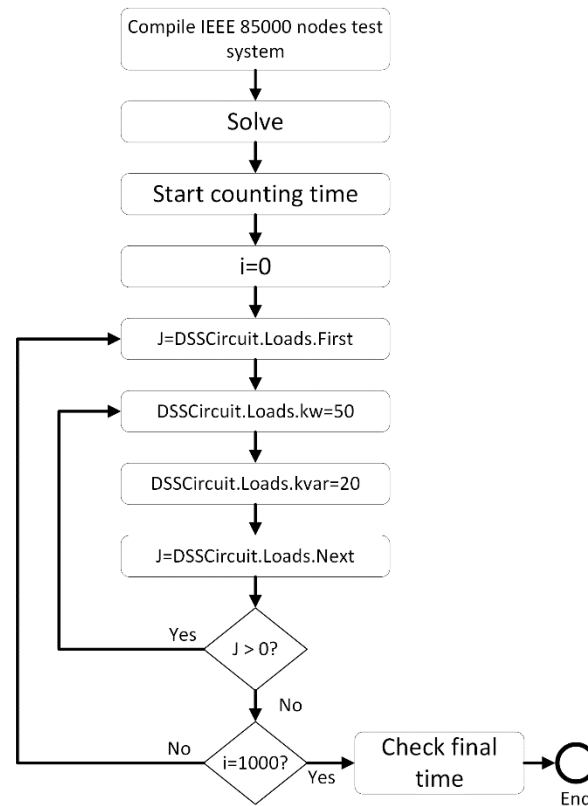 Compile IEEE 85000 nodes test
system
Solve
Start counting time
i=0
J=DSSCircuit.Loads.First
DSSCircuit.Loads.kw=50
DSSCircuit.Loads.kvar=20
J=DSSCircuit.Loads.Next
Yes
J > 0?
No
No
i=1000?
Yes
Check final
time
End